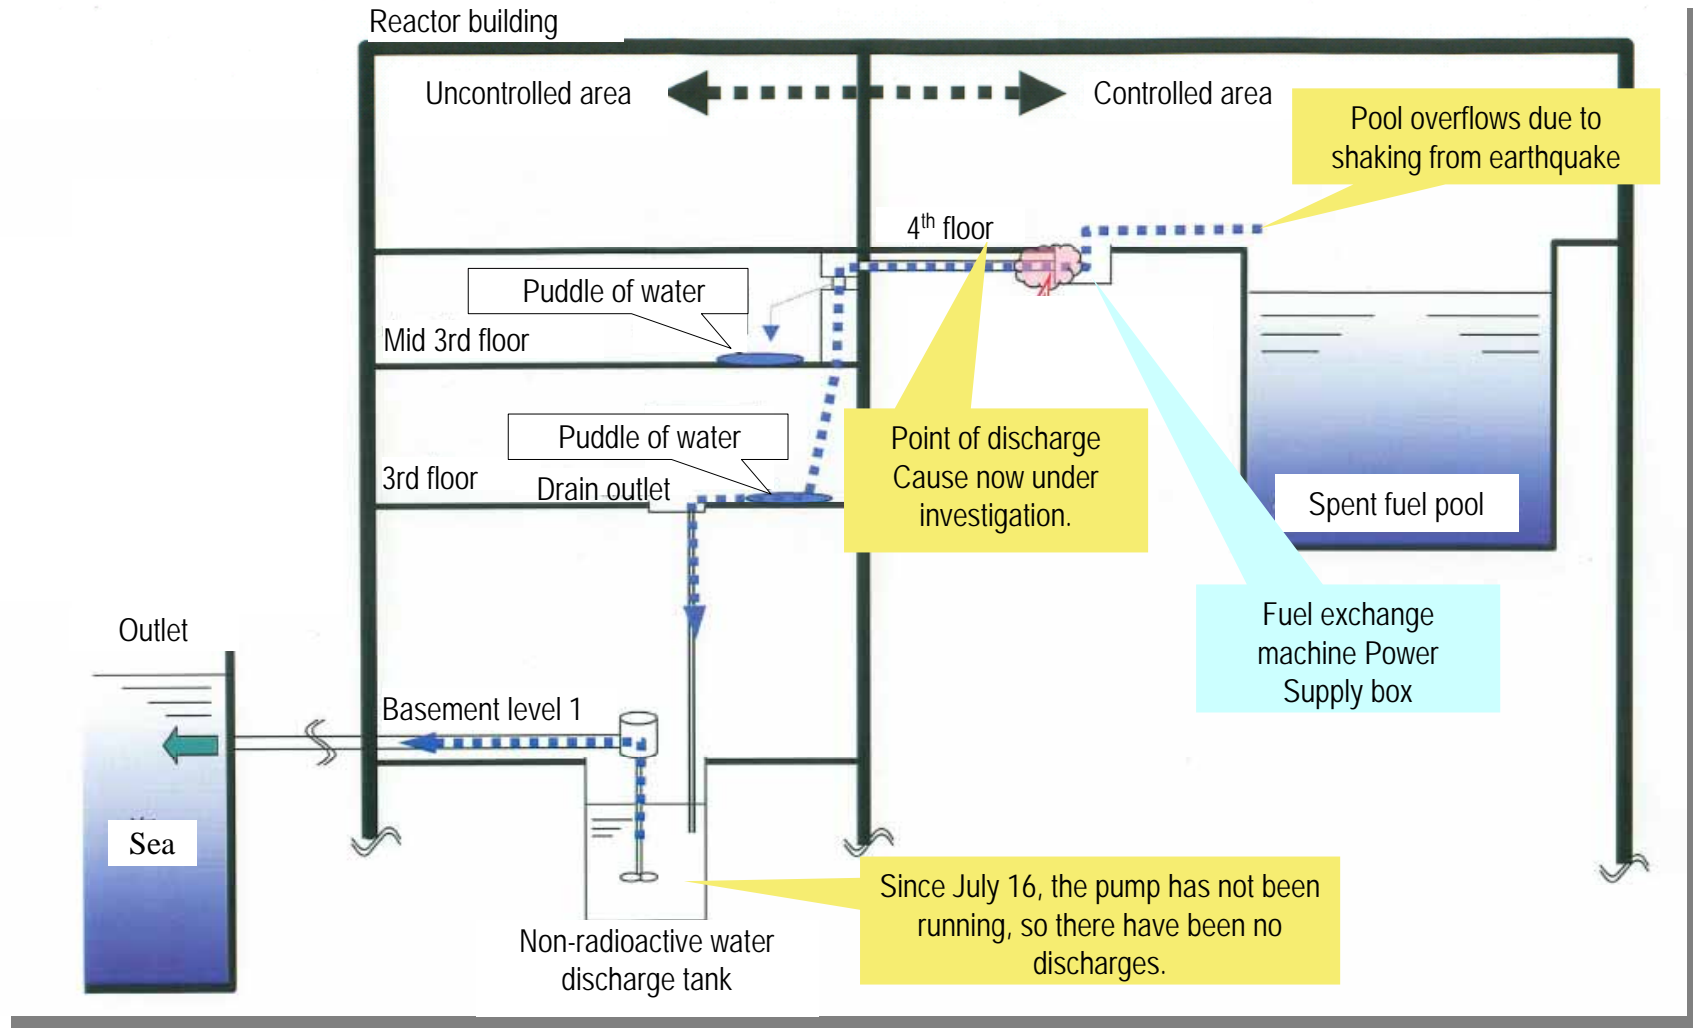 Reactor building
Uncontrolled area
Controlled area
Pool overflows due to
shaking from earthquake
4th floor
Puddle of water
Mid 3rd floor
Puddle of water
3rd floor
Drain outlet
Point of discharge
Cause now under
investigation.
Spent fuel pool
Fuel exchange
machine Power
Supply box
Outlet
Basement level 1
Sea
Since July 16, the pump has not been
running, so there have been no
discharges.
Non-radioactive water
discharge tank